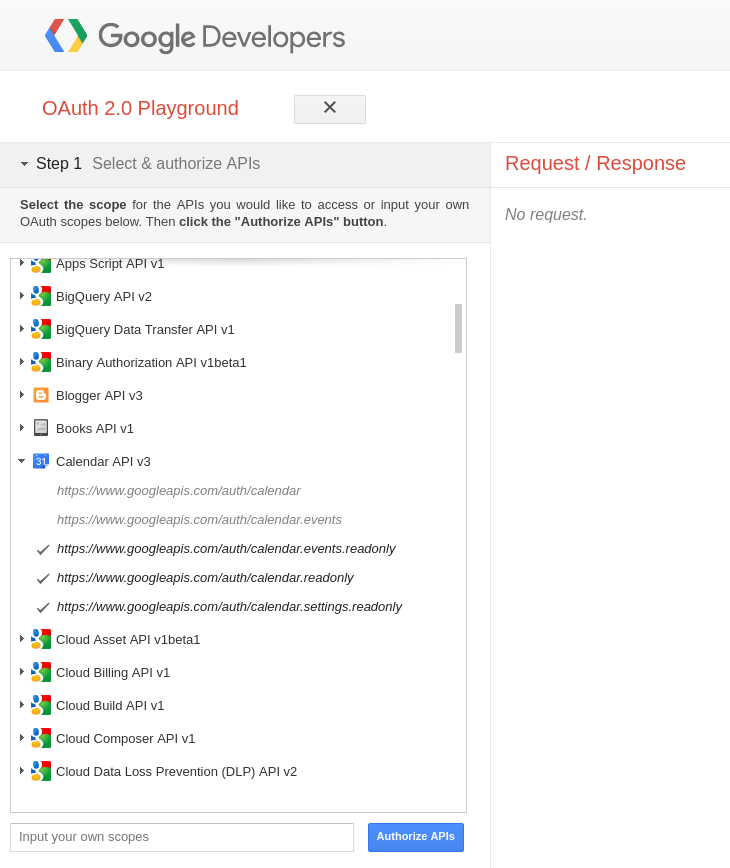 Google Developers
OAuth 2.0 Playground
Step 1 Select & authorize APIs
Select the scope for the APIs you would like to access or input your own
OAuth scopes below. Then click the "Authorize APIs" button.
Apps Script API v1
BigQuery API v2
BigQuery Data Transfer API v1
Binary Authorization API v1beta1
Blogger API v3
Books API v1
31 Calendar API v3
https://www.googleapis.com/auth/calendar
https://www.googleapis.com/auth/calendar.events
https://www.googleapis.com/auth/calendar.events.readonly
https://www.googleapis.com/auth/calendar.readonly
https://www.googleapis.com/auth/calendar.settings.readonly
Cloud Asset API v1beta1
Cloud Billing API v1
Cloud Build API v1
Cloud Composer API v1
Cloud Data Loss Prevention (DLP) API v2
Input your own scopes
Authorize APIs
Request / Response
No request.